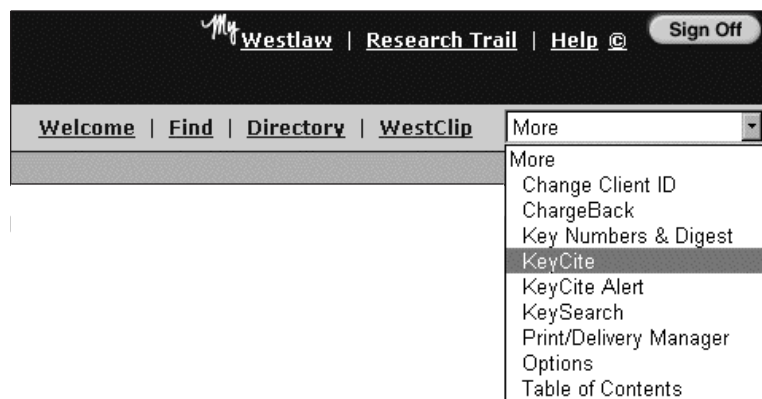 My Westlaw | Research Trail | Help © Sign Off
Welcome | Find | Directory | WestClip More
More
Change Client ID
ChargeBack
Key Numbers & Digest
KeyCite
KeyCite Alert
KeySearch
Print/Delivery Manager
Options
Table of Contents